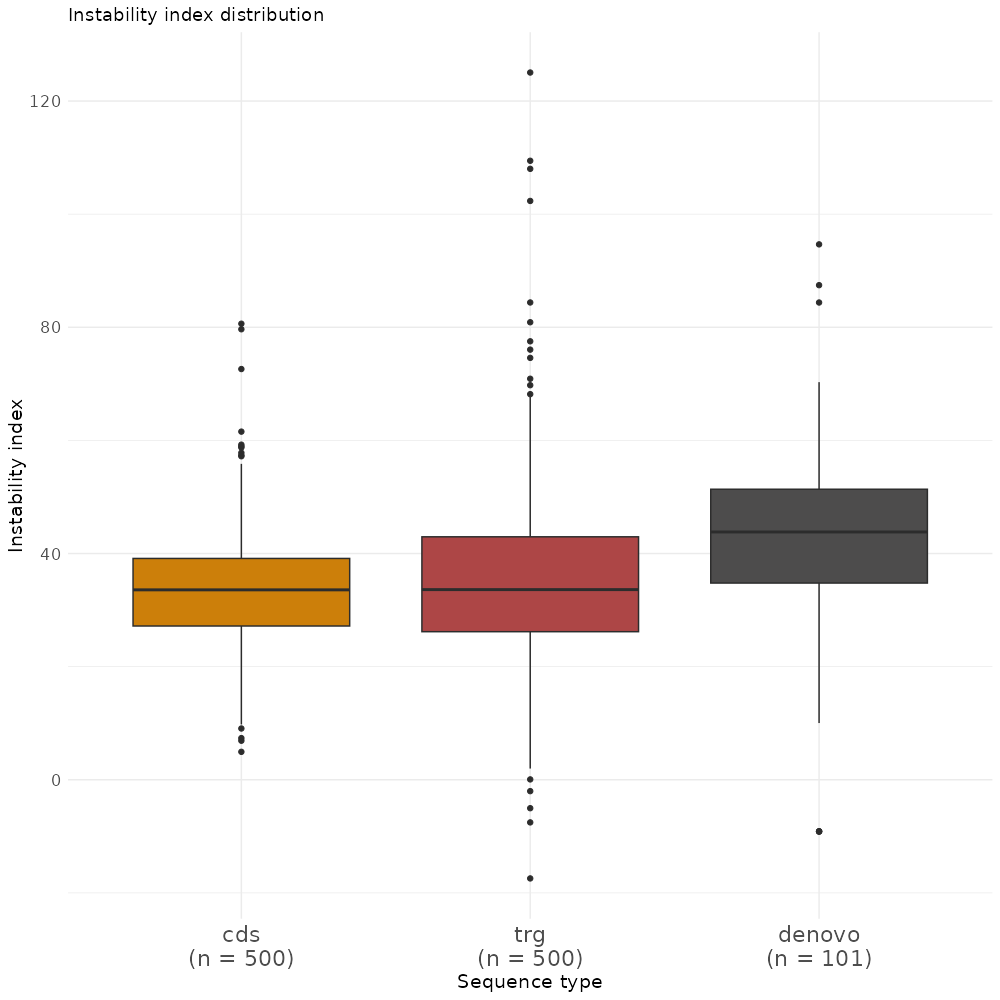 Instability index distribution
Instability index
120
80
40
0
cds
(n = 500)
trg
(n = 500)
denovo
(n = 101)
Sequence type